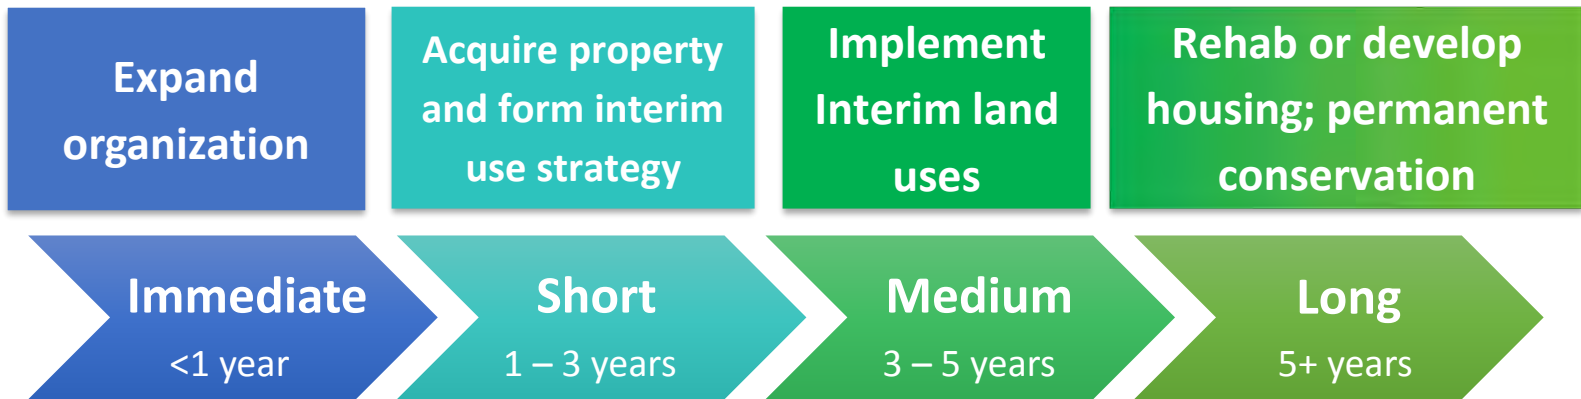 Expand
organization
Acquire property
and form interim
use strategy
Implement
Interim land
uses
Rehab or develop
housing; permanent
conservation
Immediate
<1 year
Short
1 – 3 years
Medium
3 – 5 years
Long
5+ years